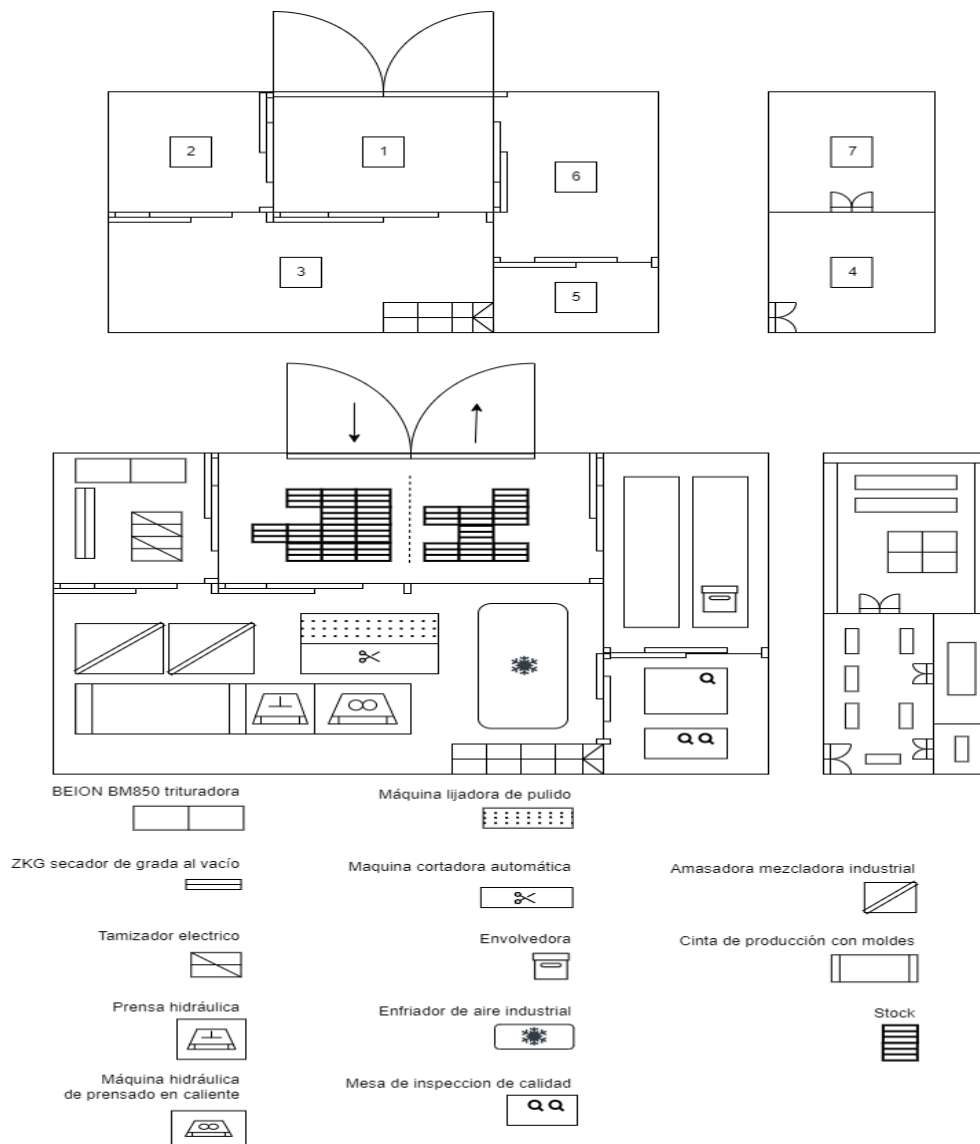 2
1
6
7
3
5
4
BEION BM850 trituradora
Máquina lijadora de pulido
ZKG secador de grada al vacío
Maquina cortadora automática
Amasadora mezcladora industrial
Tamizador electrico
Envolvedora
Cinta de producción con moldes
Prensa hidráulica
Enfriador de aire industrial
Stock
Máquina hidráulica
de prensado en caliente
Mesa de inspeccion de calidad